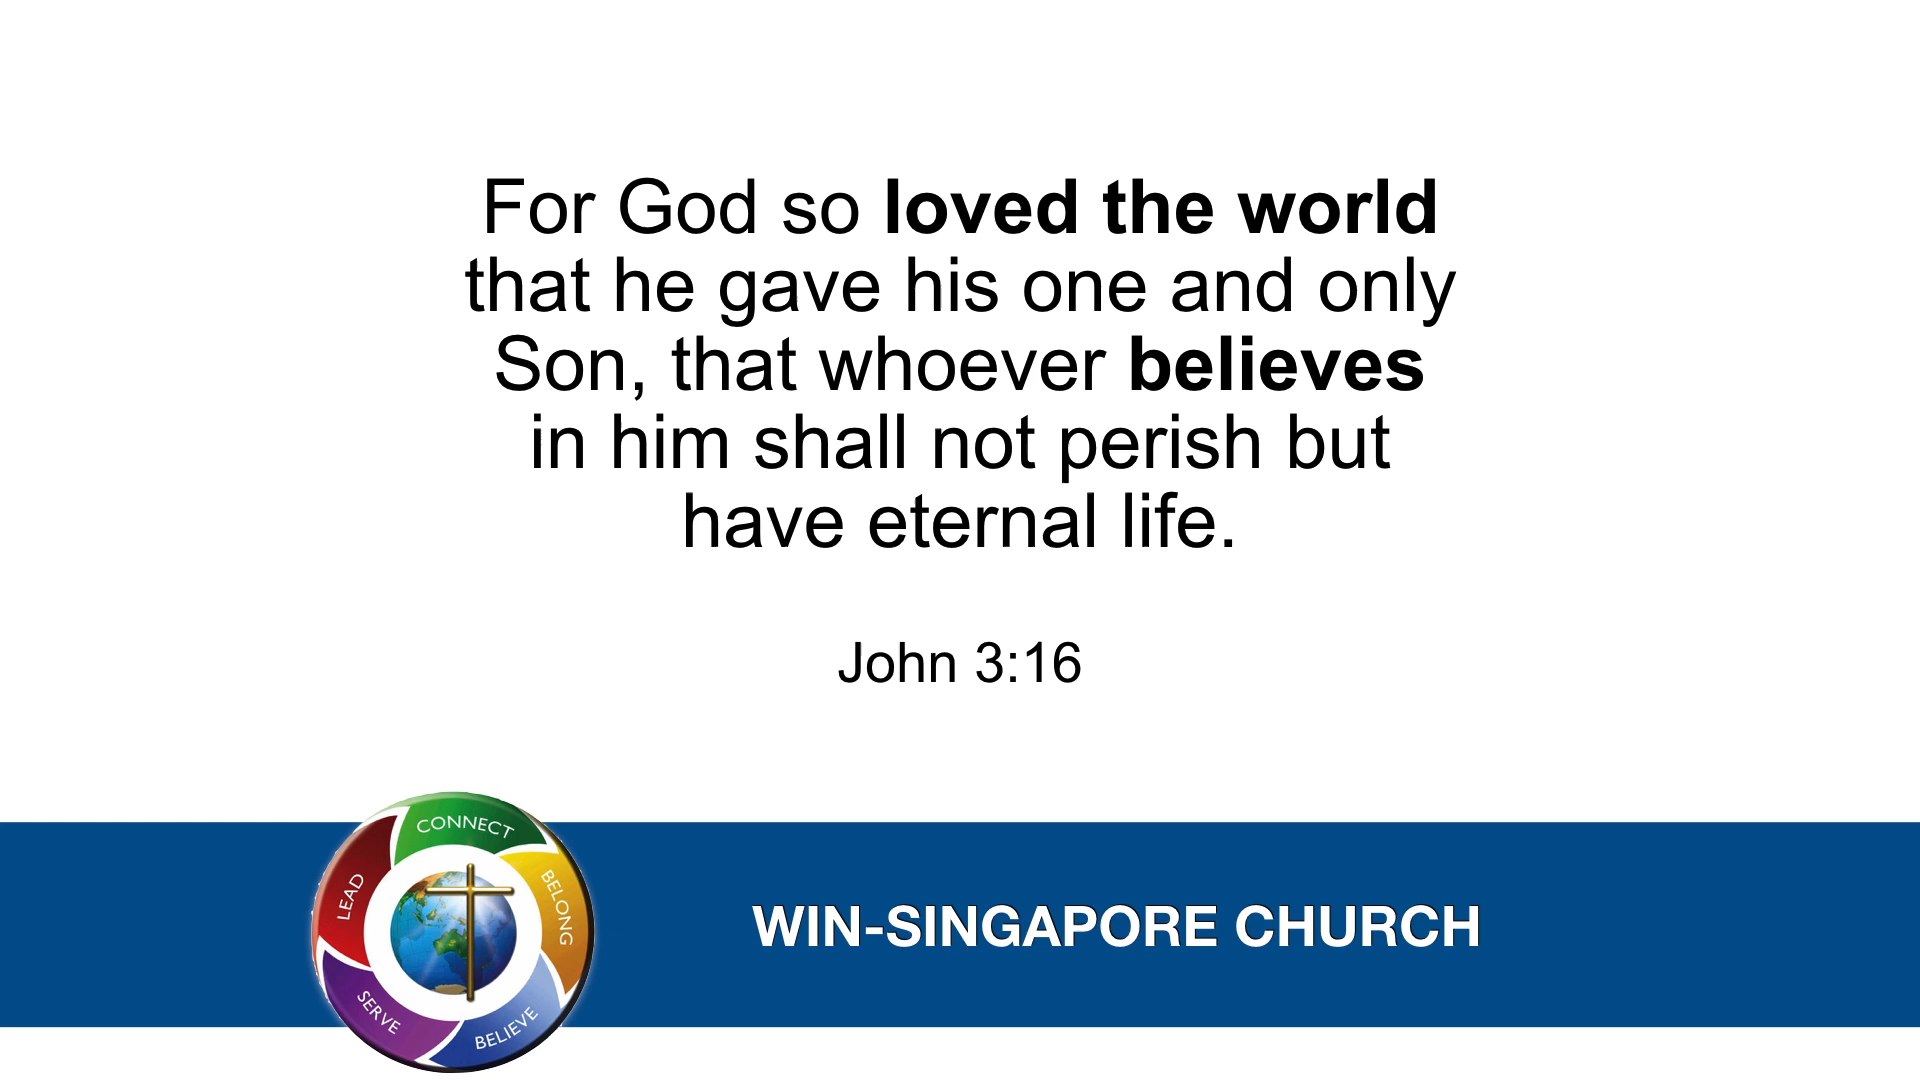 For God so loved the world
that he gave his one and only
Son, that whoever believes
in him shall not perish but
have eternal life.
John 3:16
CONNECT
BELONG
BELIEVE
SERVE
LEAD
WIN-SINGAPORE CHURCH